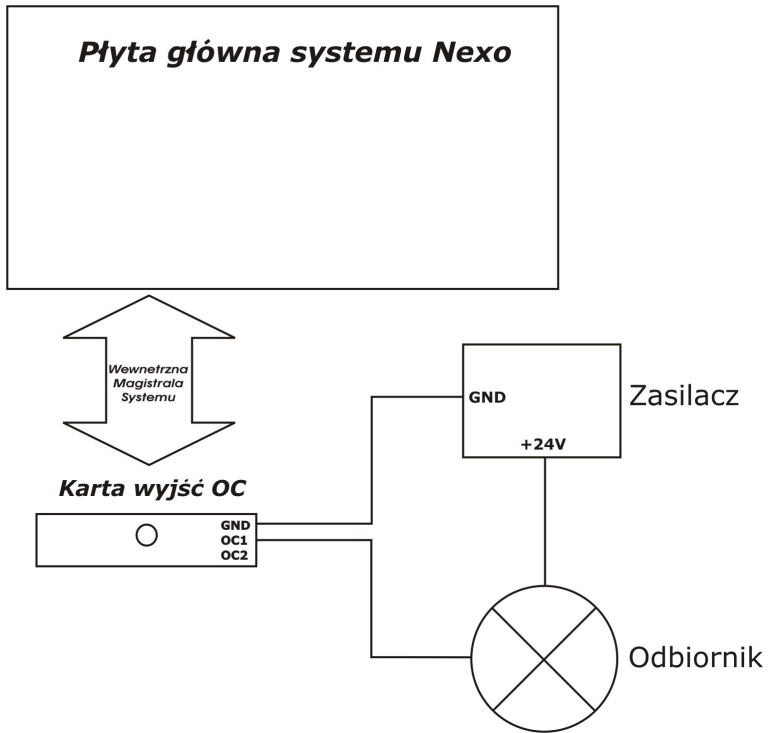 Płyta główna systemu Nexo
Wewnetrzna
Magistrala
Systemu
GND
Zasilacz
+24V
Karta wyjść OC
GND
OC1
OC2
Odbiornik